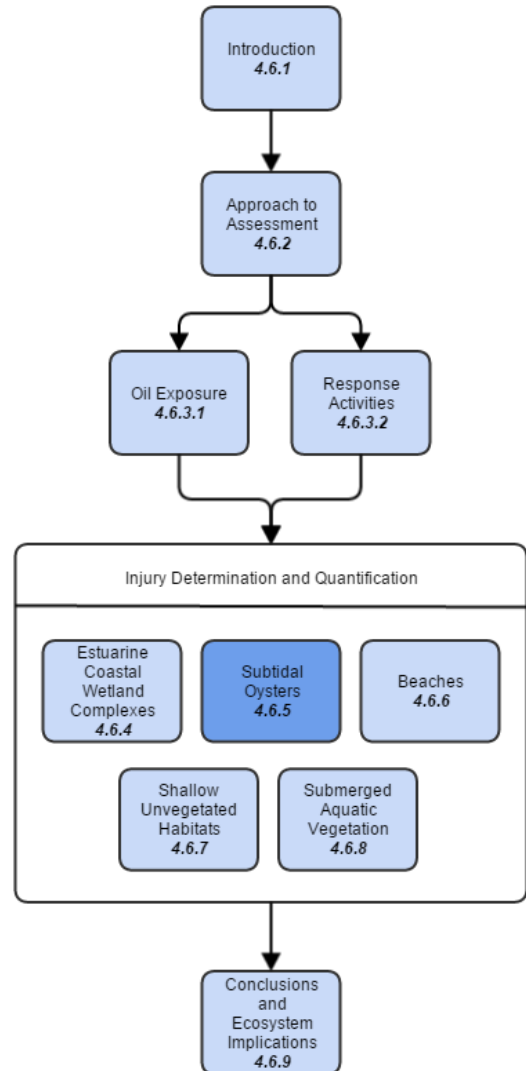 Introduction
4.6.1
Approach to
Assessment
4.6.2
Oil Exposure
4.6.3.1
Response
Activities
4.6.3.2
Injury Determination and Quantification
Estuarine
Coastal
Wetland
Complexes
4.6.4
Subtidal
Oysters
4.6.5
Beaches
4.6.6
Shallow
Unvegetated
Habitats
4.6.7
Submerged
Aquatic
Vegetation
4.6.8
Conclusions
and
Ecosystem
Implications
4.6.9